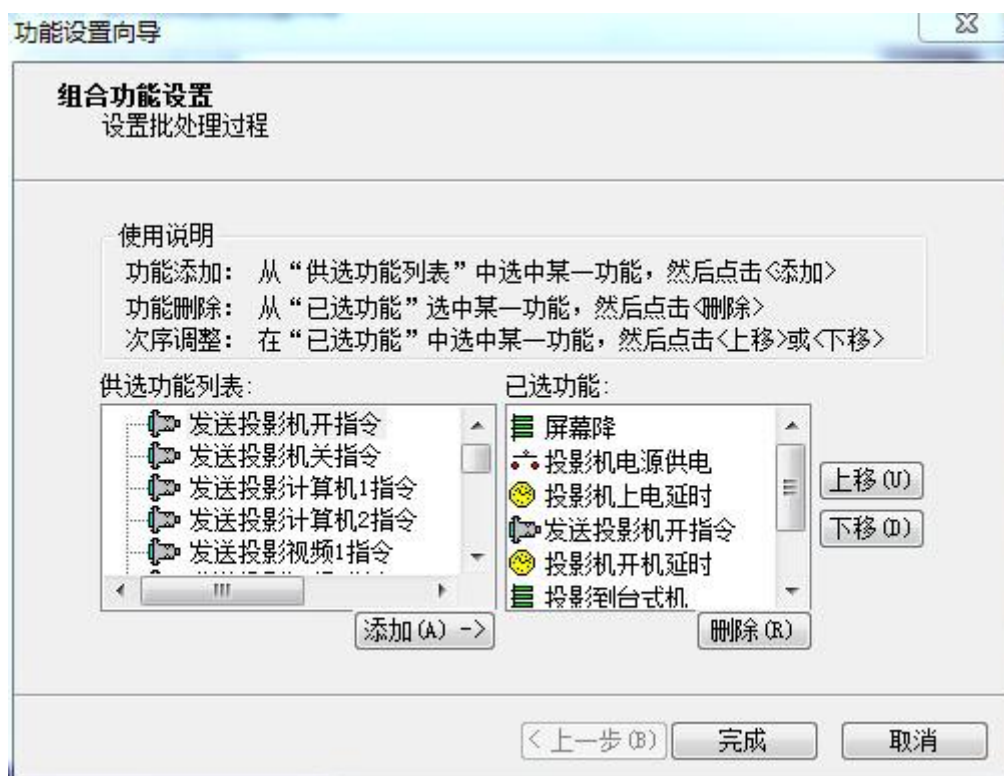 功能设置向导
组合功能设置
设置批处理过程
使用说明
功能添加： 从“供选功能列表”中选中某一功能，然后点击<添加>
功能删除： 从“已选功能”选中某一功能，然后点击<删除>
次序调整： 在“已选功能”中选中某一功能，然后点击<上移>或<下移>
供选功能列表:
发送投影机开指令
发送投影机关指令
发送投影计算机1指令
发送投影计算机2指令
发送投影视频1指令
添加(A) ->
已选功能:
屏幕降
投影机电源供电
投影机上电延时
发送投影机开指令
投影机开机延时
投影到台式机
删除(R)
上移(U)
下移(D)
< 上一步(B)
完成
取消